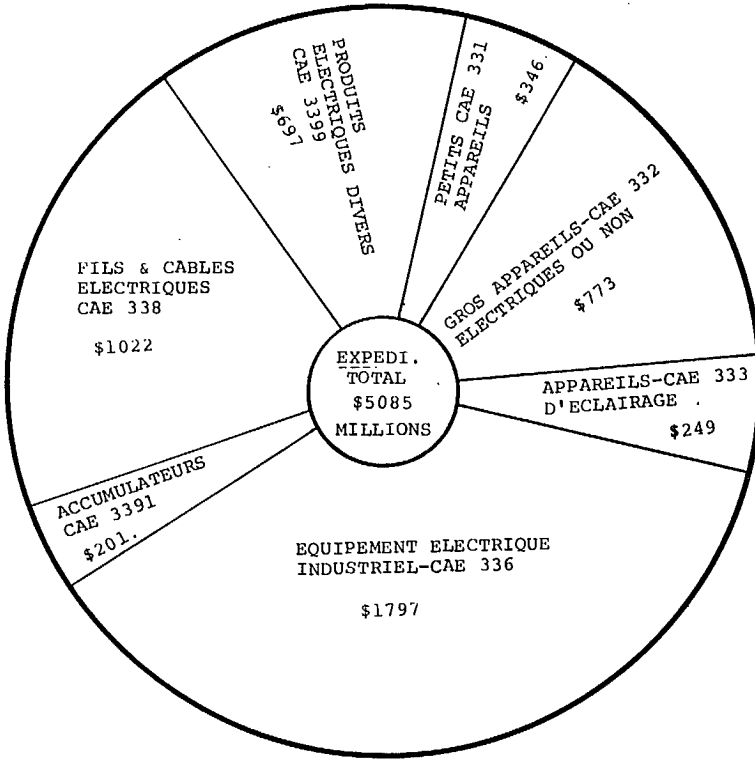 PRODUITS
ELECTRIQUES DIVERS
CAE 3399
$697
PETITS CAE 331
APPAREILS
$346.
GROS APPAREILS-CAE 332
ELECTRIQUES OU NON
$773
APPAREILS-CAE 333
D'ECLAIRAGE .
$249
EQUIPEMENT ELECTRIQUE
INDUSTRIEL-CAE 336
$1797
ACCUMULATEURS
CAE 3391
$201.
FILS & CABLES
ELECTRIQUES
CAE 338
$1022
EXPEDI.
TOTAL
$5085
MILLIONS